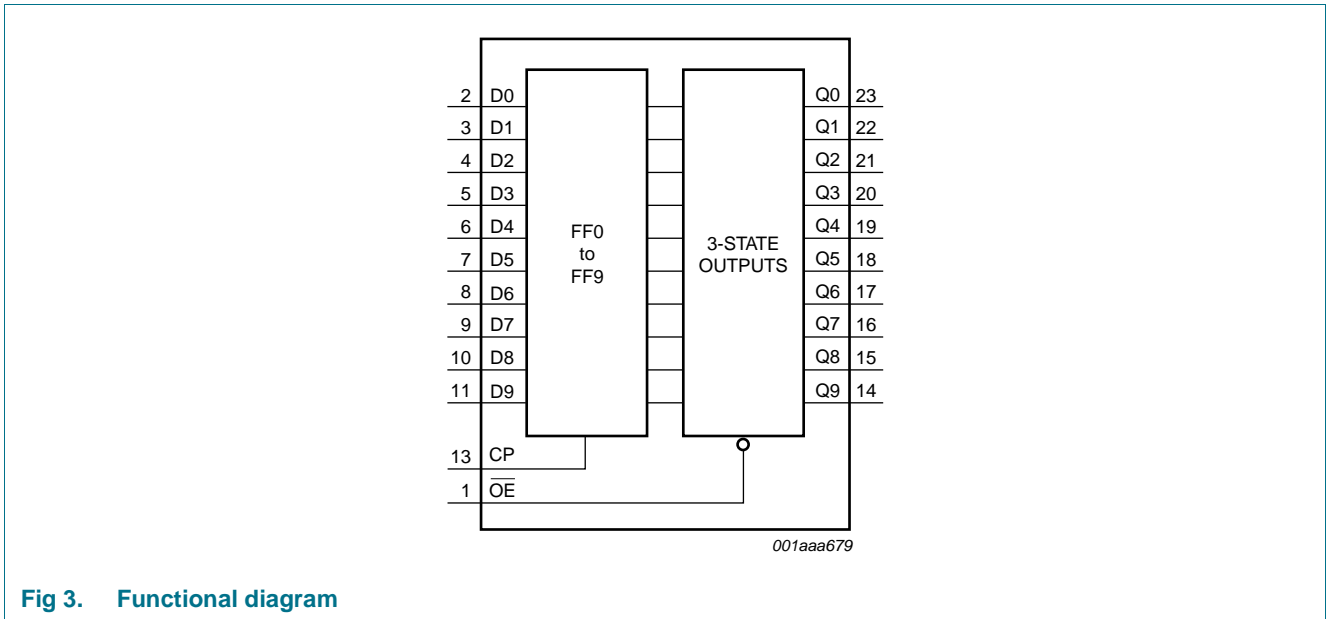 2 D0 Q0 23
3 D1 Q1 22
4 D2 Q2 21
5 D3 Q3 20
6 D4 Q4 19
7 D5 Q5 18
8 D6 Q6 17
9 D7 Q7 16
10 D8 Q8 15
11 D9 Q9 14
FF0
to
FF9
3-STATE
OUTPUTS
13 CP
1 O̅E̅
001aaa679
Fig 3. Functional diagram